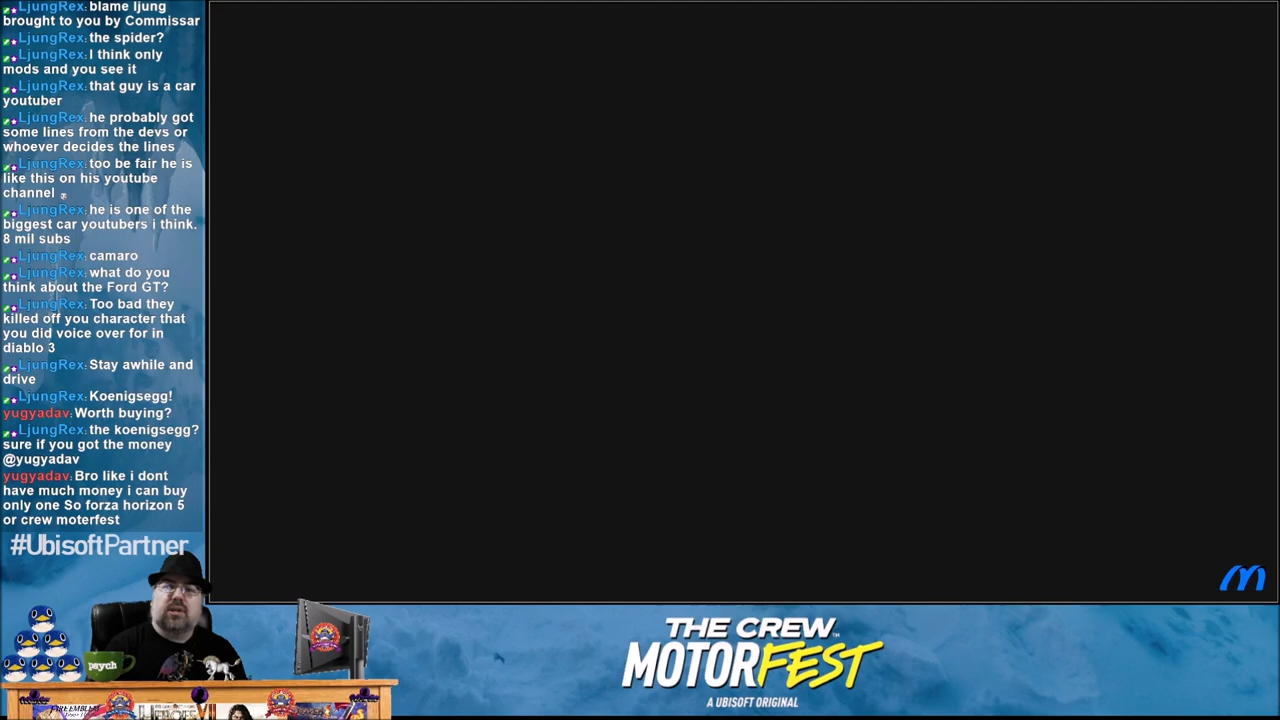 LjungRex: blame ljung
brought to you by Commissar
LjungRex: the spider?
LjungRex: I think only
mods and you see it
LjungRex: that guy is a car
youtuber
LjungRex: he probably got
some lines from the devs or
whoever decides the lines
LjungRex: too be fair he is
like this on his youtube
channel
LjungRex: he is one of the
biggest car youtubers i think.
8 mil subs
LjungRex: camaro
LjungRex: what do you
think about the Ford GT?
LjungRex: Too bad they
killed off you character that
you did voice over for in
diablo 3
LjungRex: Stay awhile and
drive
LjungRex: Koenigsegg!
yugyadav: Worth buying?
LjungRex: the koenigsegg?
sure if you got the money
@yugyadav
yugyadav: Bro like i dont
have much money i can buy
only one So forza horizon 5
or crew moterfest
#UbisoftPartner
psych
THE CREW
MOTORFEST
A UBISOFT ORIGINAL
FIRE EMBLEM
HEROES